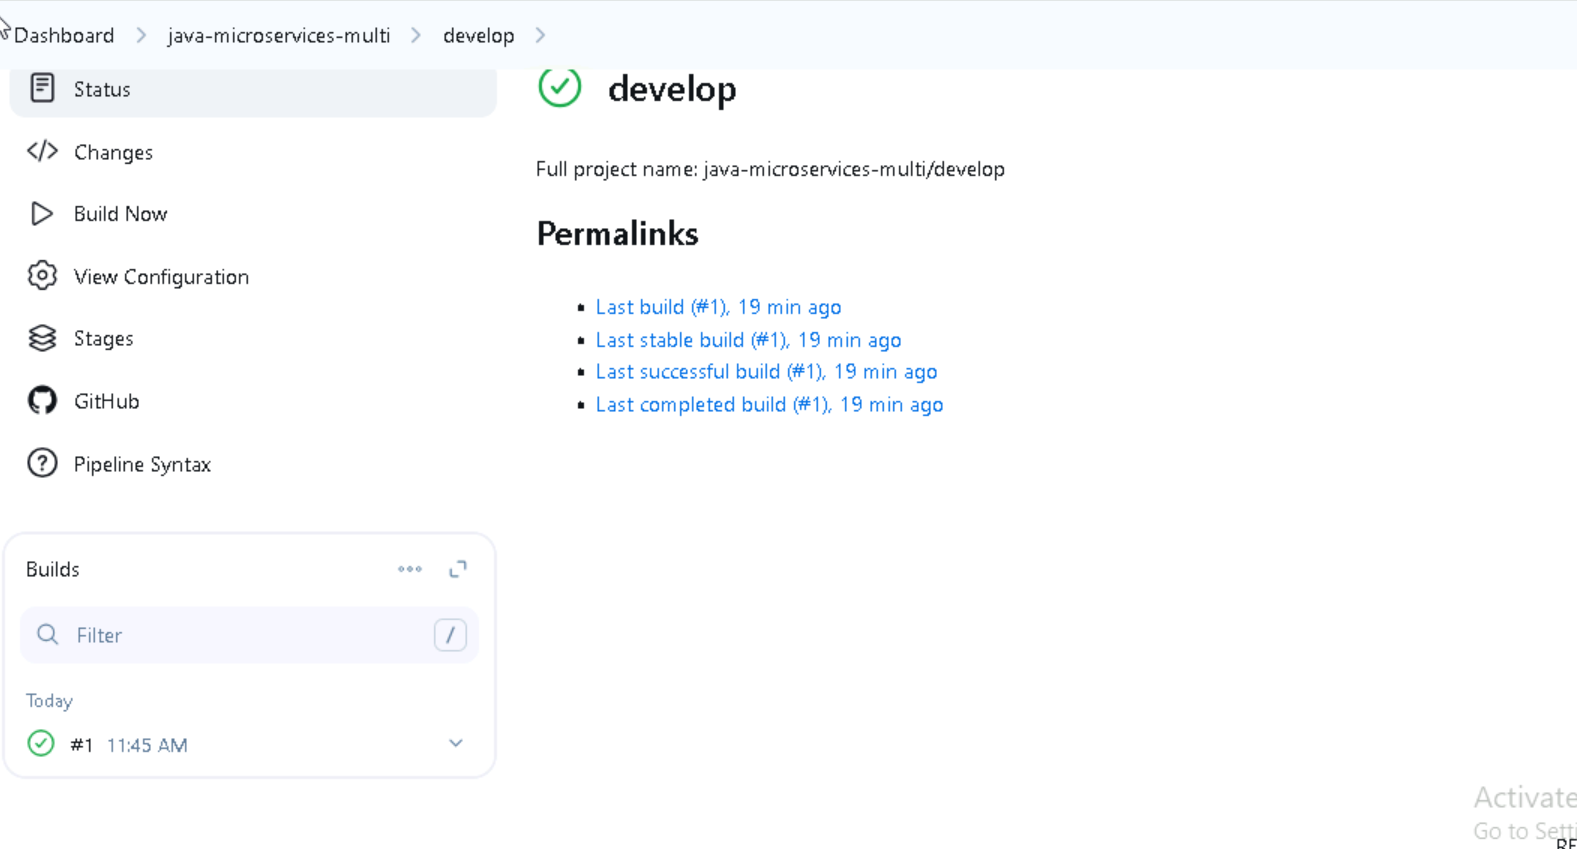 Dashboard > java-microservices-multi > develop >
Status
Changes
Build Now
View Configuration
Stages
GitHub
Pipeline Syntax
Builds
Filter /
Today
#1 11:45 AM
develop
Full project name: java-microservices-multi/develop
Permalinks
Last build (#1), 19 min ago
Last stable build (#1), 19 min ago
Last successful build (#1), 19 min ago
Last completed build (#1), 19 min ago
Activate
Go to Setti